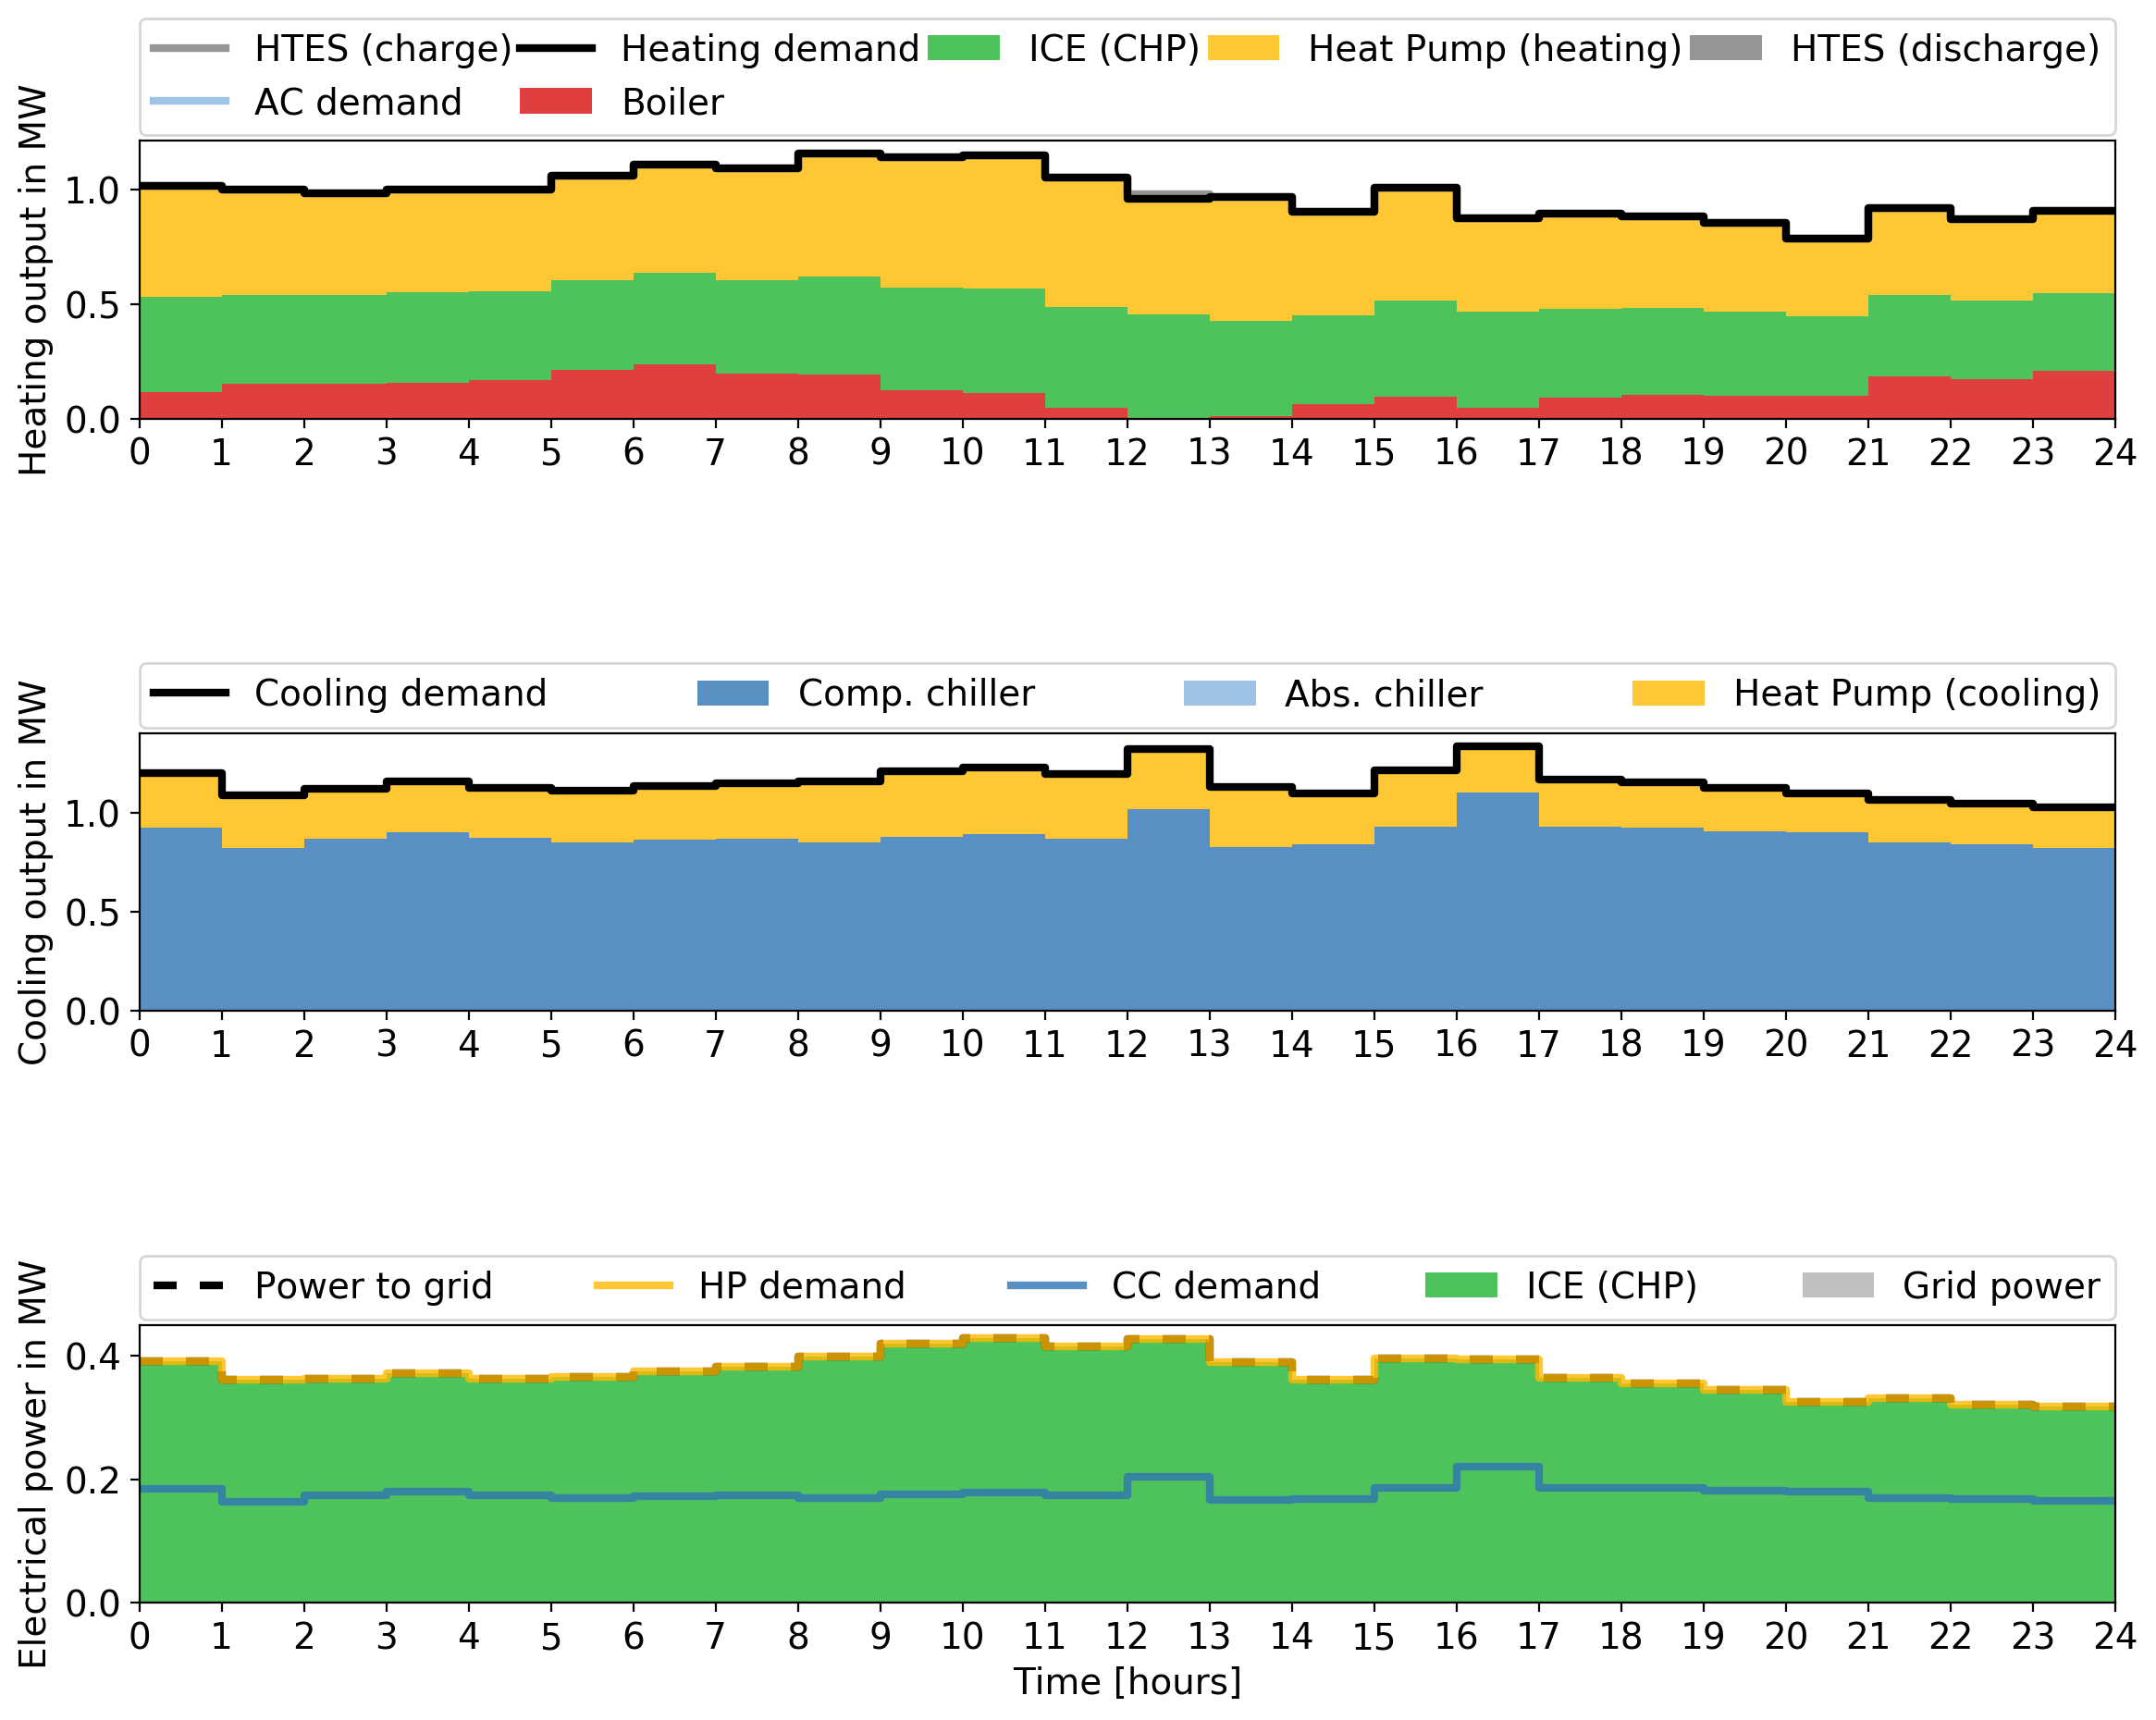 HTES (charge) Heating demand ICE (CHP) Heat Pump (heating) HTES (discharge)
AC demand Boiler
Heating output in MW
1.0
0.5
0.0
0 1 2 3 4 5 6 7 8 9 10 11 12 13 14 15 16 17 18 19 20 21 22 23 24
Cooling demand Comp. chiller Abs. chiller Heat Pump (cooling)
Cooling output in MW
1.0
0.5
0.0
0 1 2 3 4 5 6 7 8 9 10 11 12 13 14 15 16 17 18 19 20 21 22 23 24
Power to grid HP demand CC demand ICE (CHP) Grid power
Electrical power in MW
0.4
0.2
0.0
0 1 2 3 4 5 6 7 8 9 10 11 12 13 14 15 16 17 18 19 20 21 22 23 24
Time [hours]